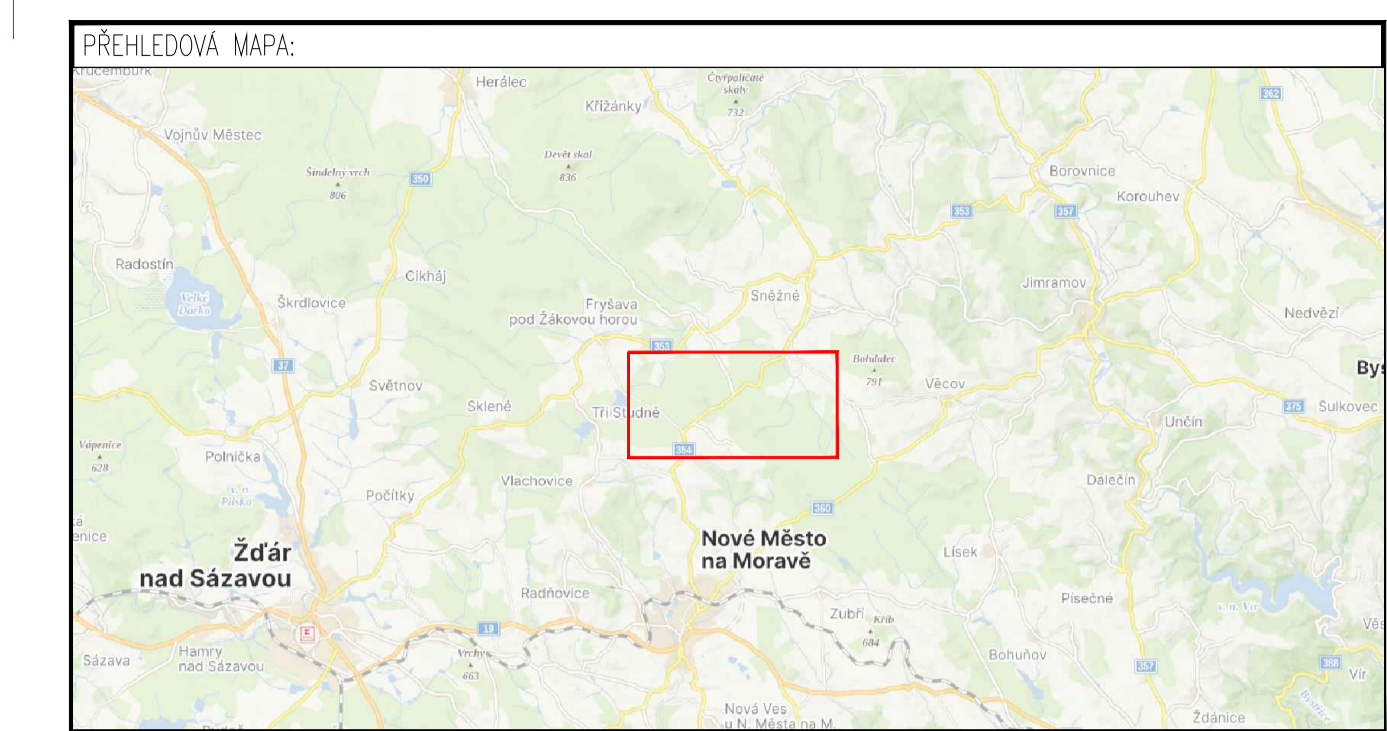 PŘEHLEDOVÁ MAPA:
Krucemburk
Herálec
Čtyřpaličaté
skály
732
Křižánky
362
Vojnův Městec
Devět skal
836
Šindelný vrch
806
350
Borovnice
Korouhev
353
357
Radostín
Cikháj
Velké
Dářko
Škrdlovice
Fryšava
pod Žákovou horou
Sněžné
Jimramov
Nedvězí
353
37
Světnov
Bohdalec
791
Věcov
Bys
Sklené
Tři Studně
375
Sulkovec
Unčín
Vápenice
628
Polnička
354
Vlachovice
Dalečín
v. n.
Pilská
Počítky
360
Nové Město
na Moravě
Žďár
nad Sázavou
Lísek
Radňovice
Písečné
v. n. Vír
Zubří
Křib
684
19
Věs
Sázava
Hamry
nad Sázavou
Vrchy
663
Bohuňov
357
388
Vír
Bystřice
Nová Ves
u N. Města na M.
Ždánice